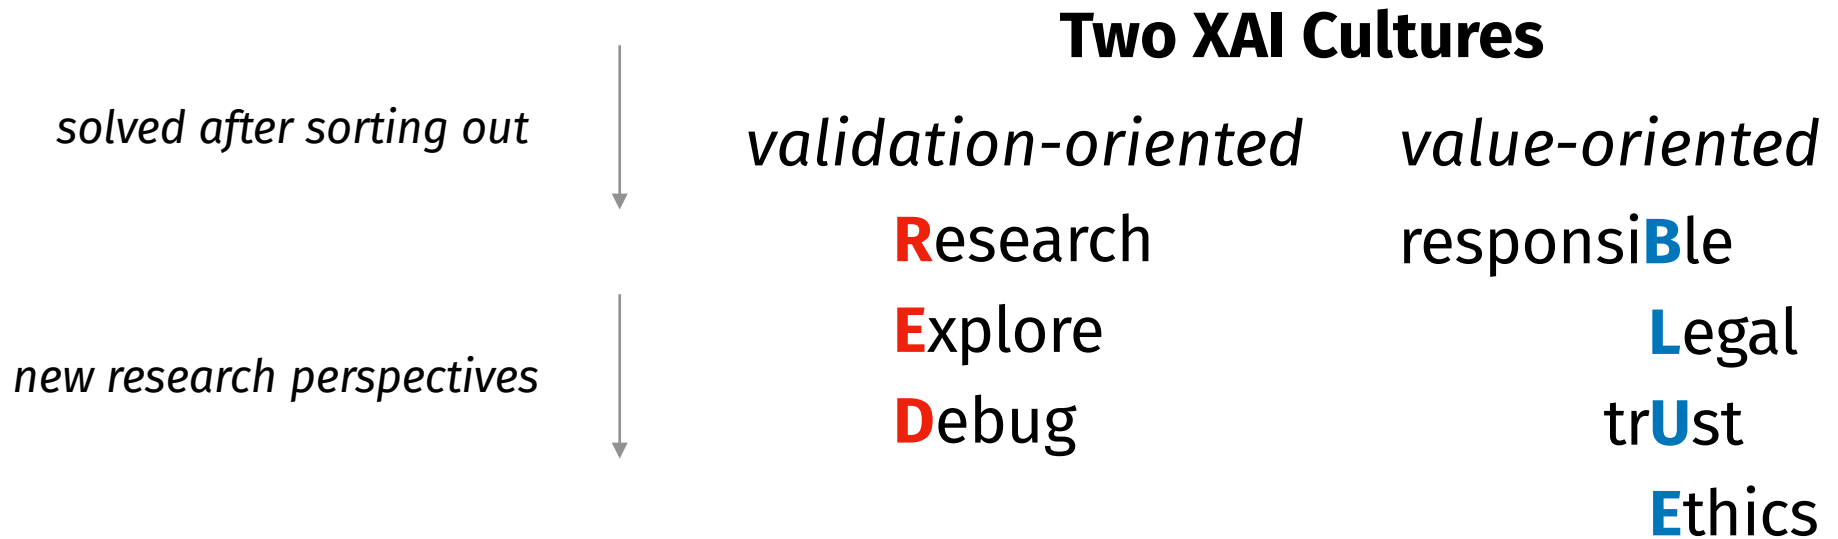 Two XAI Cultures
solved after sorting out
validation-oriented value-oriented
Research responsiBle
Explore Legal
new research perspectives
Debug trUst
Ethics